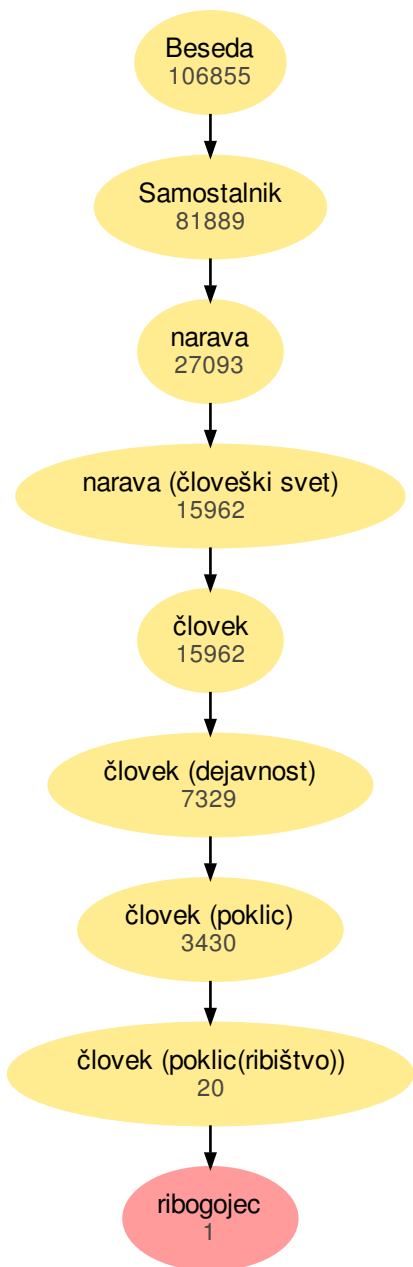 Beseda
106855
Samostalnik
81889
narava
27093
narava (človeški svet)
15962
človek
15962
človek (dejavnost)
7329
človek (poklic)
3430
človek (poklic(ribištvo))
20
ribogojec
1